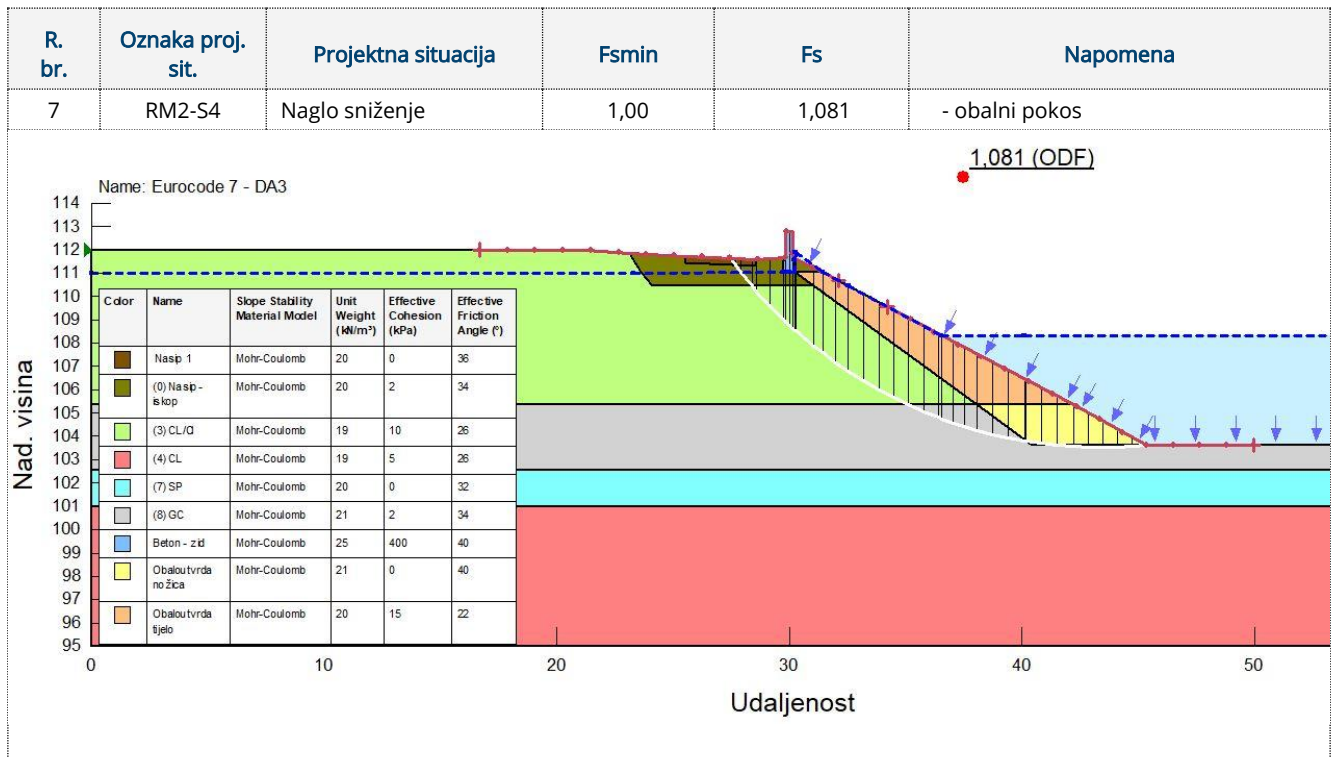 R. br.
Oznaka proj. sit.
Projektna situacija
Fsmin
Fs
Napomena
7
RM2-S4
Naglo sniženje
1,00
1,081
- obalni pokos
1,081 (ODF)
Name: Eurocode 7 - DA3
114
113
112
111
110
109
108
107
106
105
104
103
102
101
100
99
98
97
96
95
Nad. visina
Color Name Slope Stability Material Model Unit Weight (kN/m³) Effective Cohesion (kPa) Effective Friction Angle (°)
Nasip 1 Mohr-Coulomb 20 0 36
(0) Nasip - iskop Mohr-Coulomb 20 2 34
(3) CL/CI Mohr-Coulomb 19 10 26
(4) CL Mohr-Coulomb 19 5 26
(7) SP Mohr-Coulomb 20 0 32
(8) GC Mohr-Coulomb 21 2 34
Beton - zid Mohr-Coulomb 25 400 40
Obaloutvrda nožica Mohr-Coulomb 21 0 40
Obaloutvrda tijelo Mohr-Coulomb 20 15 22
0 10 20 30 40 50
Udaljenost